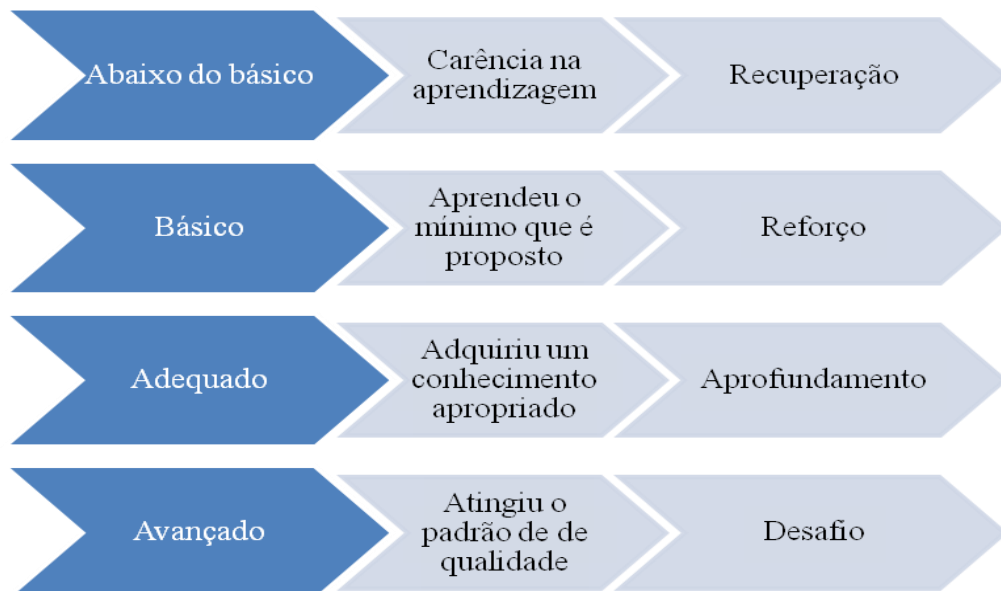 Abaixo do básico
Carência na
aprendizagem
Recuperação
Básico
Aprendeu o
mínimo que é
proposto
Reforço
Adequado
Adquiriu um
conhecimento
apropriado
Aprofundamento
Avançado
Atingiu o
padrão de de
qualidade
Desafio